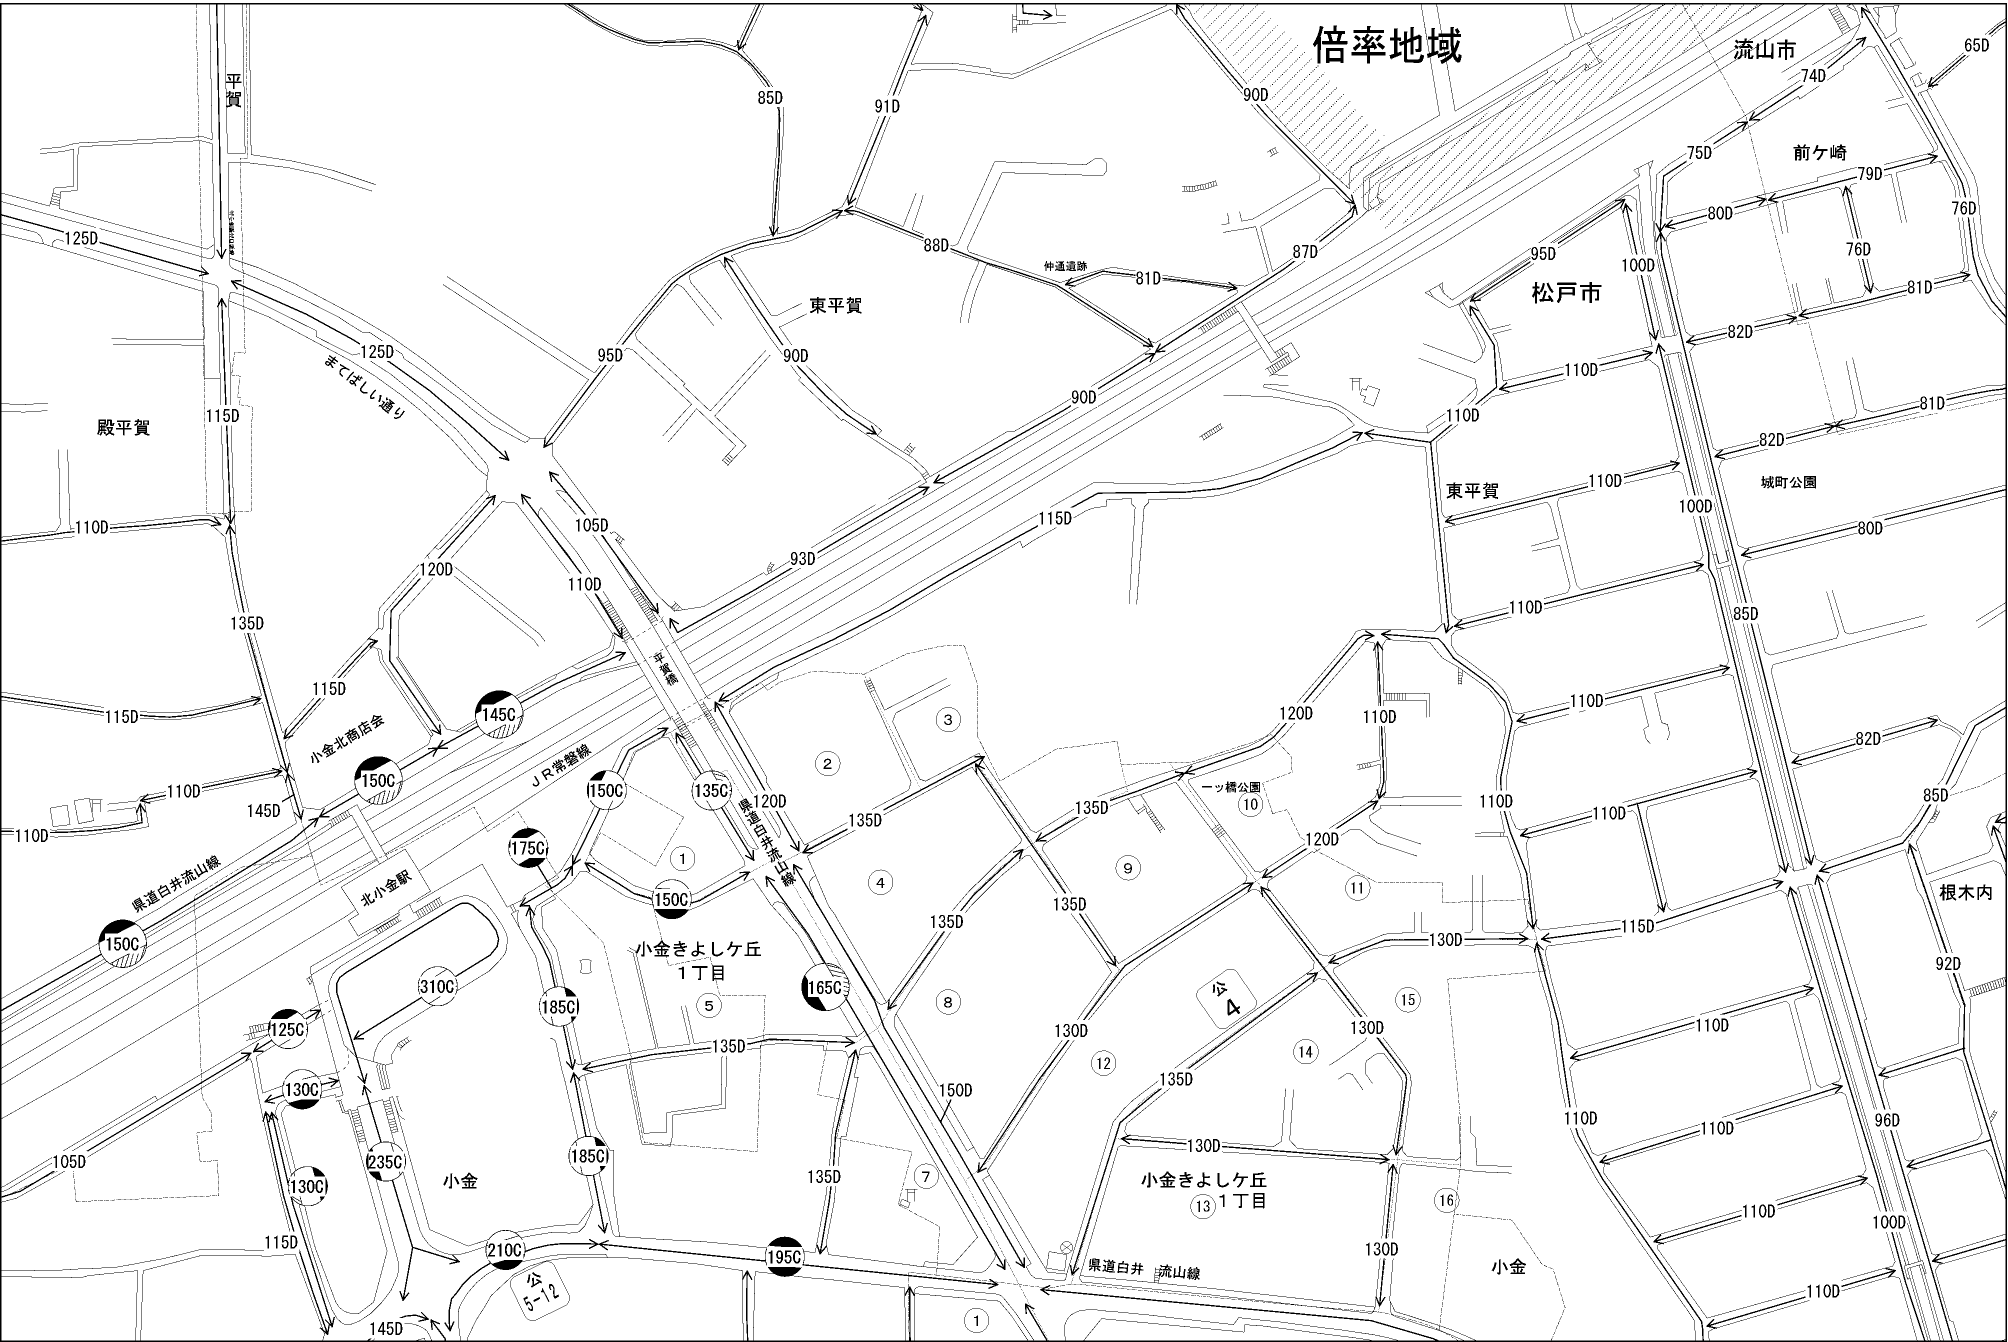 倍率地域
流山市
65D
74D
平賀
85D
91D
90D
75D
前ケ崎
79D
80D
76D
76D
125D
88D
87D
95D
100D
仲通遺跡
81D
81D
松戸市
東平賀
82D
125D
まてばしい通り
95D
90D
90D
110D
110D
81D
115D
殿平賀
82D
東平賀
110D
城町公園
100D
110D
105D
93D
115D
80D
120D
110D
110D
85D
135D
平賀橋
115D
115D
145C
小金北商店会
③
②
120D
110D
110D
82D
ＪＲ常磐線
150C
150C
135C
120D
県道白井流山線
135D
135D
一ッ橋公園
⑩
110D
110D
85D
110D
145D
110D
175C
①
④
⑨
120D
⑪
県道白井流山線
北小金駅
150C
135D
135D
根木内
150C
小金きよしケ丘
１丁目
130D
115D
92D
310C
185C
⑤
165C
⑧
公
4
⑮
125C
135D
130D
130D
110D
⑭
⑫
130C
135D
150D
110D
110D
96D
105D
235C
185C
130C
小金
135D
⑦
130D
小金きよしケ丘
⑬１丁目
⑯
110D
100D
115D
210C
195C
130D
県道白井
流山線
小金
公
5-12
110D
145D
①